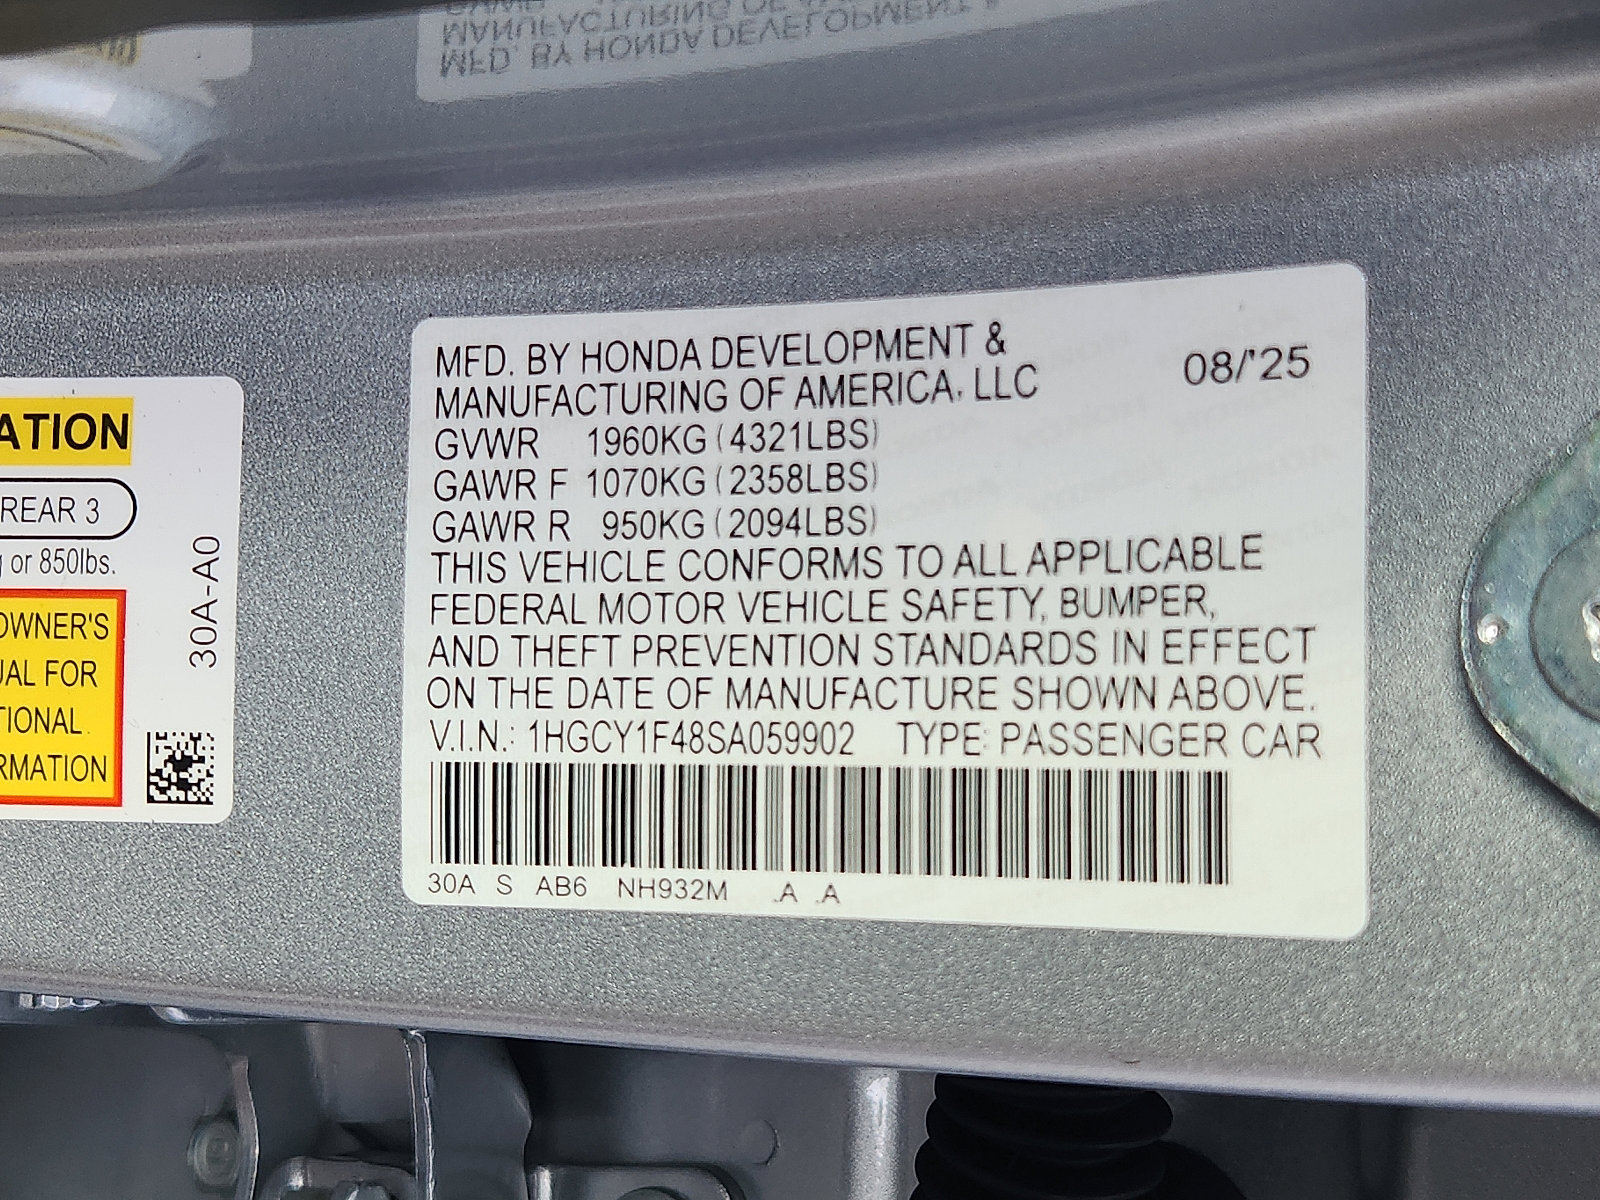 MANUFACTURING OF
MFD. BY HONDA DEVELOPMENT &
MFD. BY HONDA DEVELOPMENT &
MANUFACTURING OF AMERICA, LLC
08/'25
GVWR 1960KG (4321LBS)
GAWR F 1070KG (2358LBS)
GAWR R 950KG (2094LBS)
THIS VEHICLE CONFORMS TO ALL APPLICABLE
FEDERAL MOTOR VEHICLE SAFETY, BUMPER,
AND THEFT PREVENTION STANDARDS IN EFFECT
ON THE DATE OF MANUFACTURE SHOWN ABOVE.
V.I.N.: 1HGCY1F48SA059902 TYPE: PASSENGER CAR
30A S AB6 NH932M .A .A
ATION
REAR 3
or 850lbs.
OWNER'S
UAL FOR
TIONAL
RMATION
30A-A0